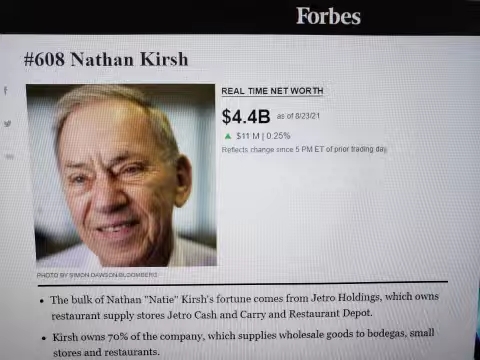 Forbes
#608 Nathan Kirsh
REAL TIME NET WORTH
$4.4B as of 8/23/21
$11 M | 0.25%
Reflects change since 5 PM ET of prior trading day.
PHOTO BY SIMON DAWSON/BLOOMBERG
The bulk of Nathan "Natie" Kirsh's fortune comes from Jetro Holdings, which owns
restaurant supply stores Jetro Cash and Carry and Restaurant Depot.
Kirsh owns 70% of the company, which supplies wholesale goods to bodegas, small
stores and restaurants.